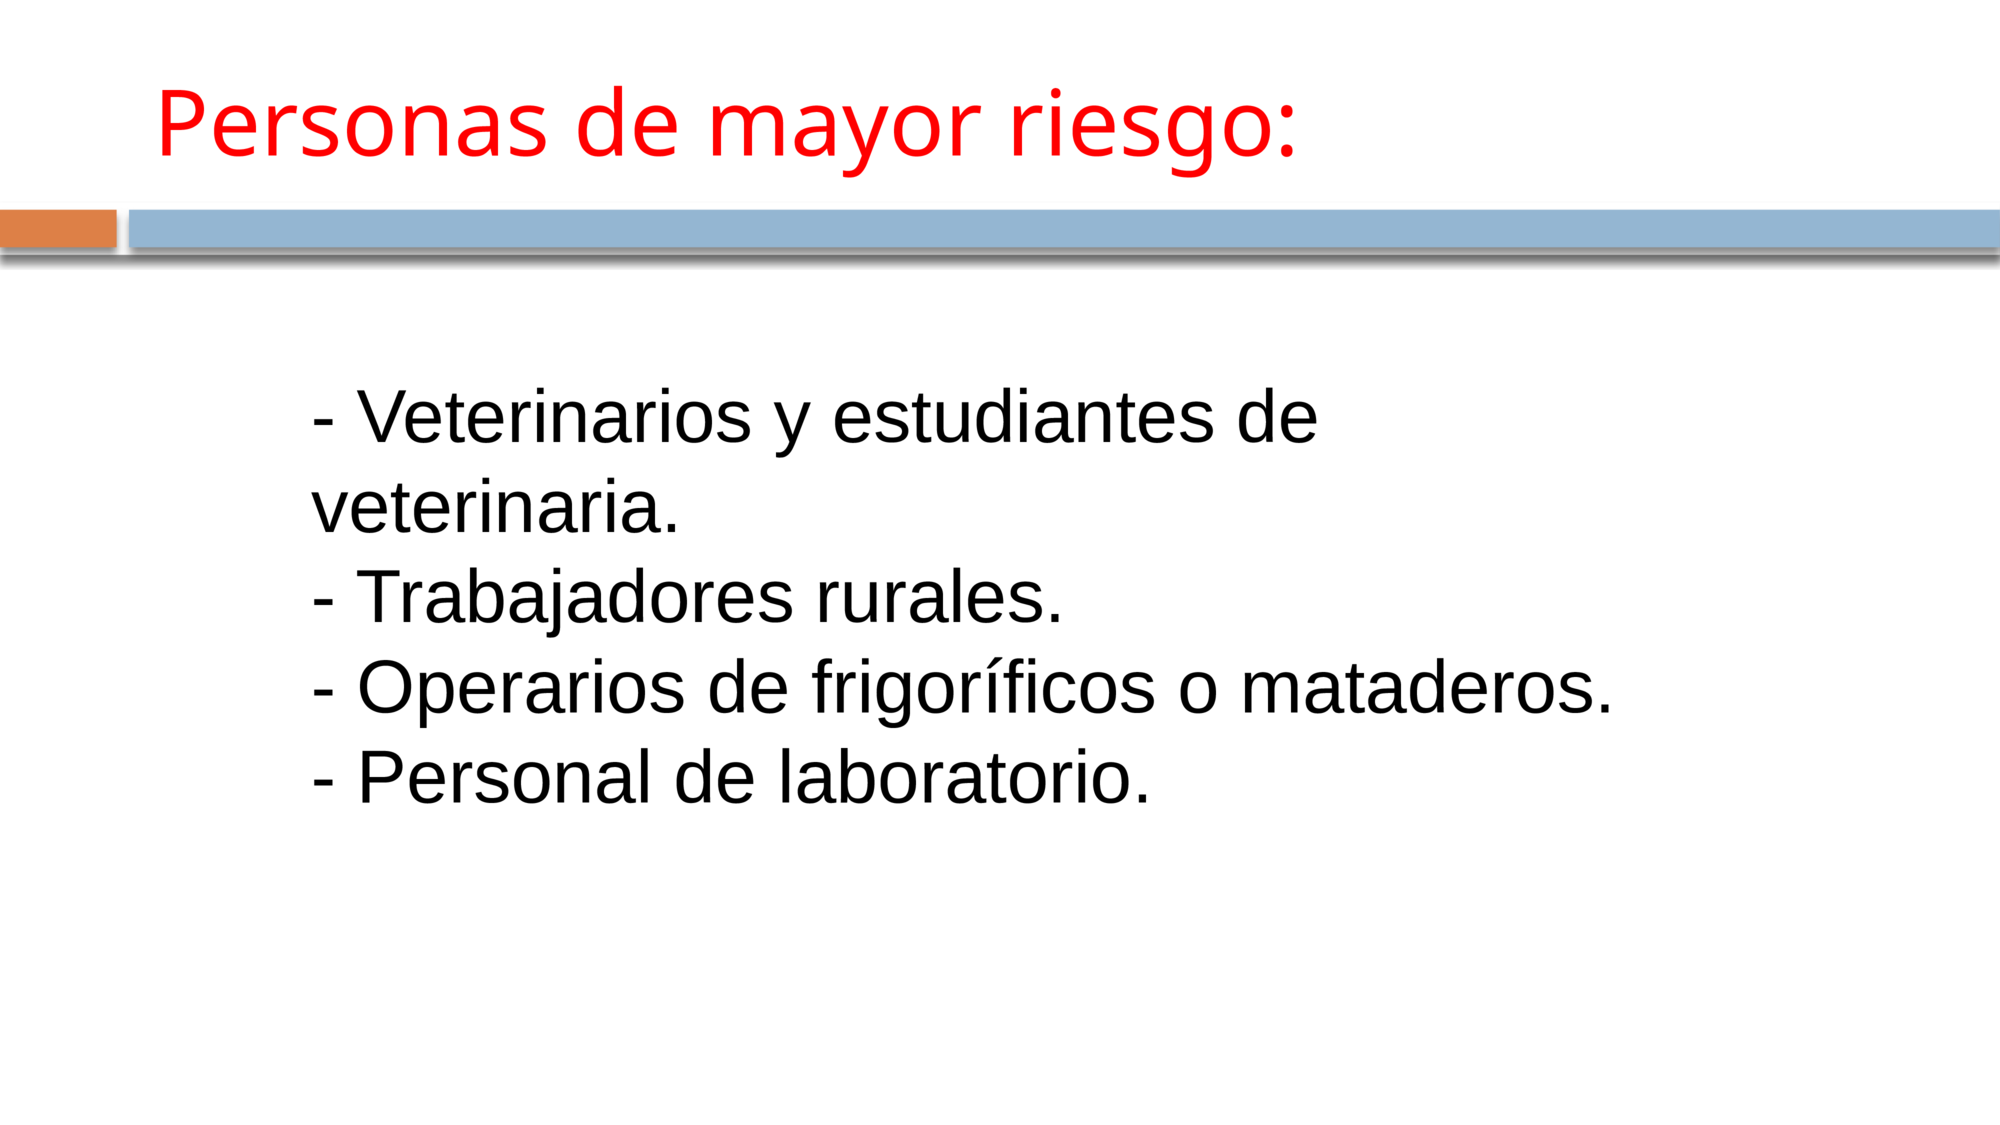 Personas de mayor riesgo:
- Veterinarios y estudiantes de
veterinaria.
- Trabajadores rurales.
- Operarios de frigoríficos o mataderos.
- Personal de laboratorio.